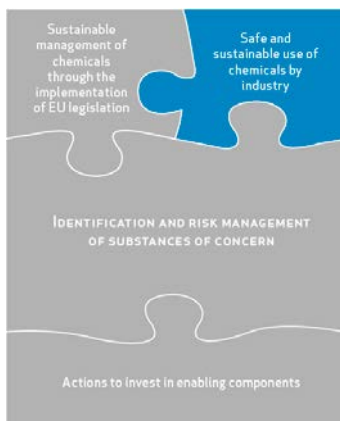 Sustainable
management of
chemicals
through the
implementation
of EU legislation
Safe and
sustainable use of
chemicals by
industry
IDENTIFICATION AND RISK MANAGEMENT
OF SUBSTANCES OF CONCERN
Actions to invest in enabling components